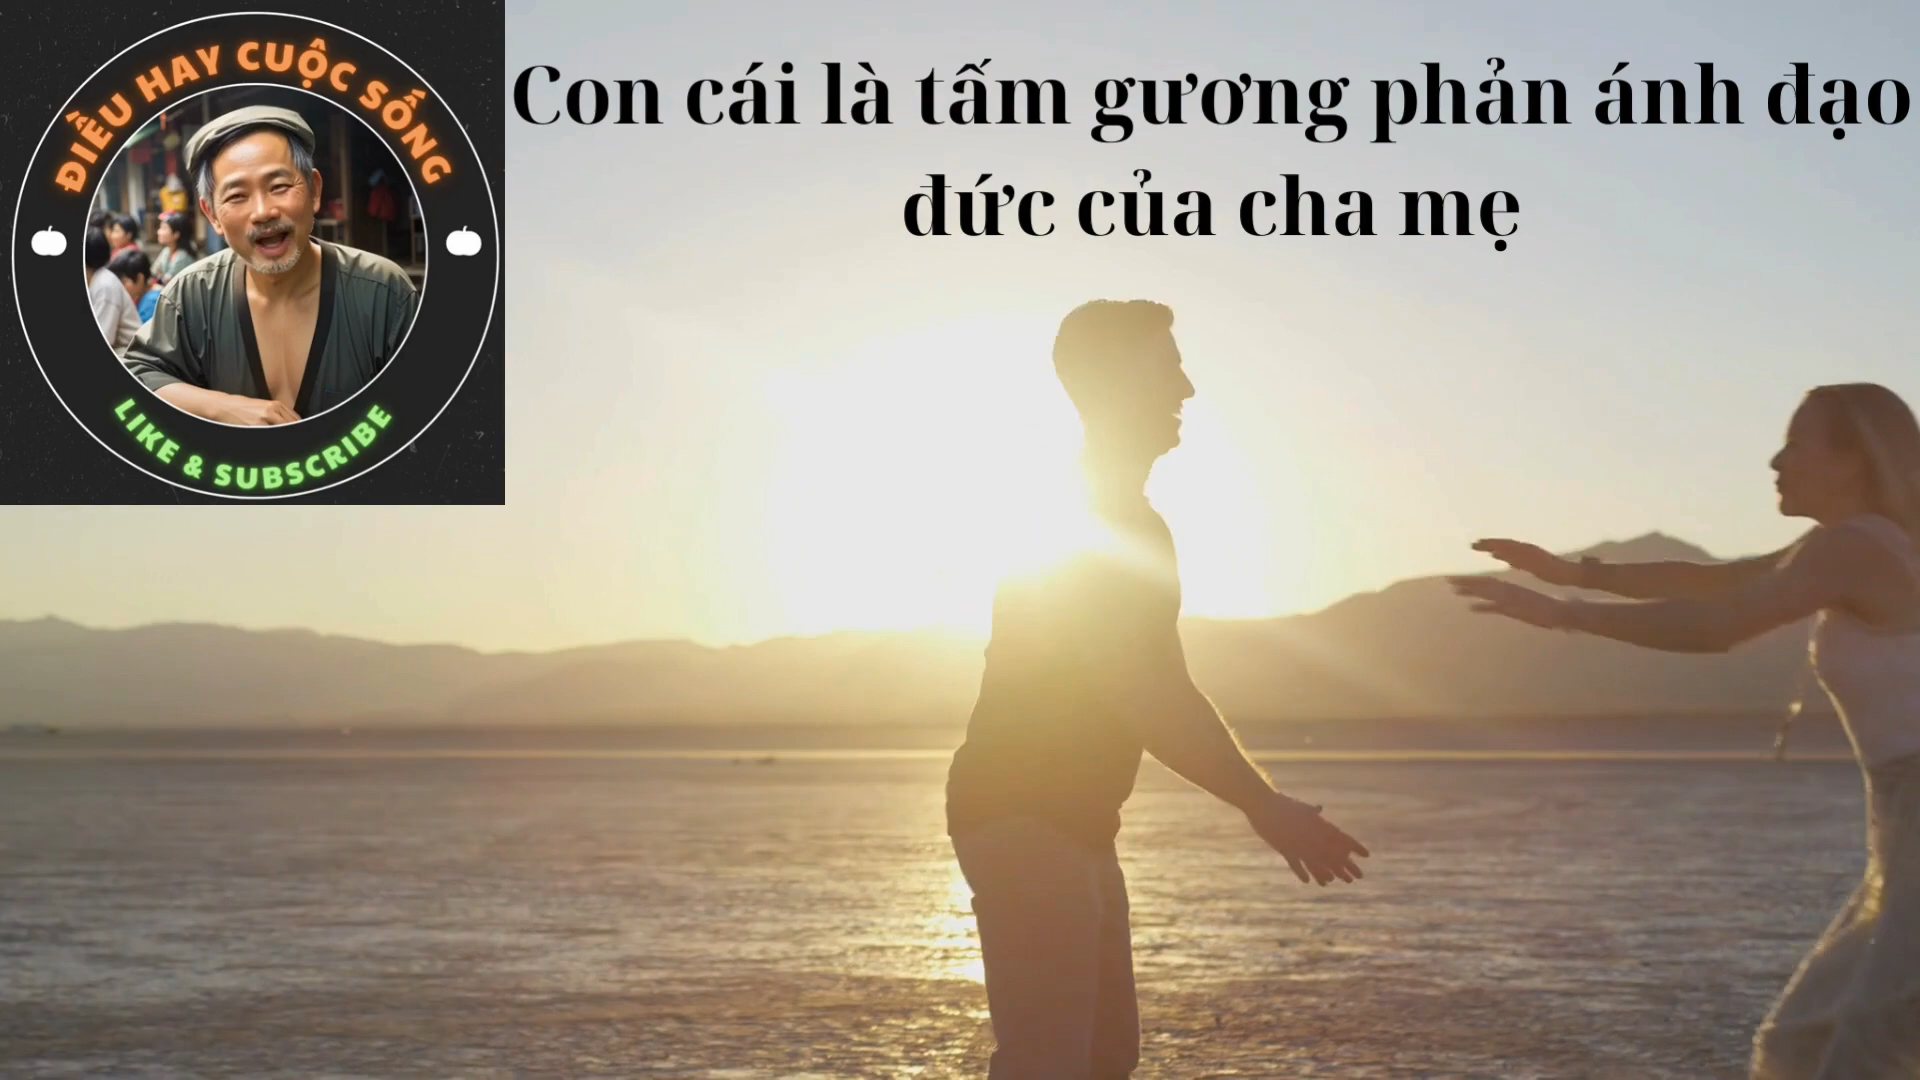 ĐIỀU HAY CUỘC SỐNG
LIKE & SUBSCRIBE
Con cái là tấm gương phản ánh đạo
đức của cha mẹ